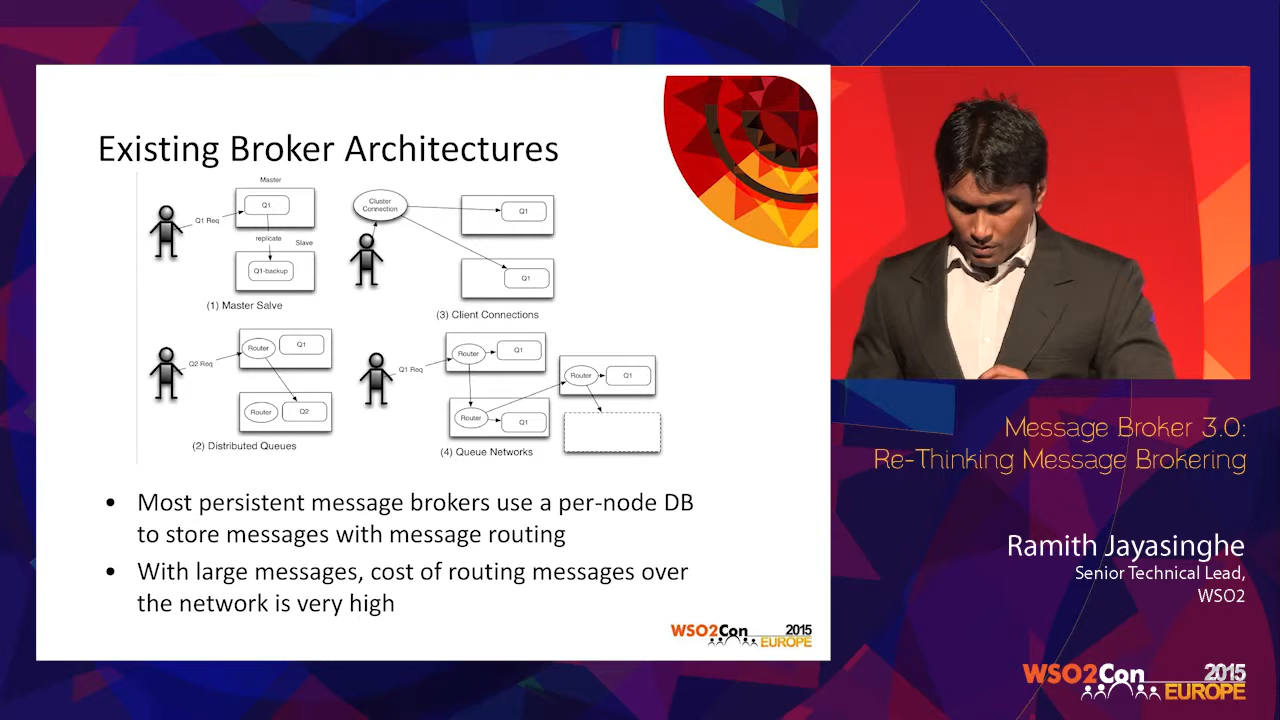 Existing Broker Architectures
Master
Q1 Req
Q1
replicate
Slave
Q1-backup
(1) Master Salve
Cluster
Connection
Q1
Q1
(3) Client Connections
Q2 Req
Router
Q1
Router
Q2
(2) Distributed Queues
Q1 Req
Router
Q1
Router
Q1
Router
Q1
(4) Queue Networks
• Most persistent message brokers use a per-node DB
to store messages with message routing
• With large messages, cost of routing messages over
the network is very high
WSO2Con 2015
EUROPE
Message Broker 3.0:
Re-Thinking Message Brokering
Ramith Jayasinghe
Senior Technical Lead,
WSO2
WSO2Con 2015
EUROPE